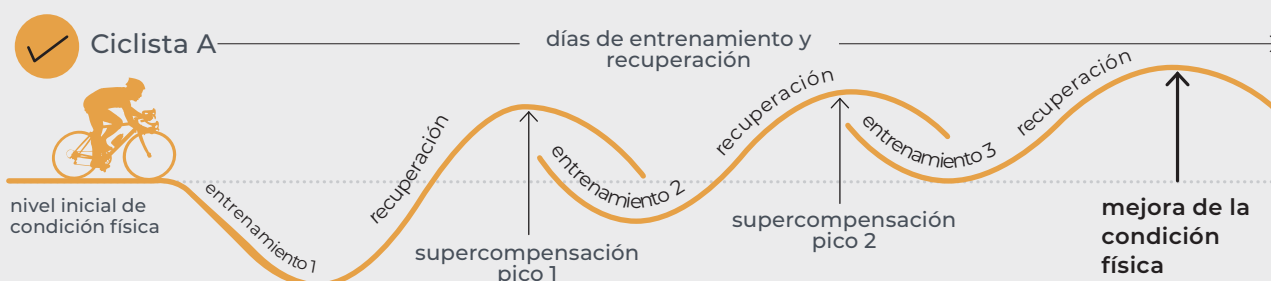 Ciclista A
días de entrenamiento y
recuperación
nivel inicial de
condición física
entrenamiento 1
recuperación
supercompensación
pico 1
entrenamiento 2
recuperación
supercompensación
pico 2
entrenamiento 3
recuperación
mejora de la
condición
física